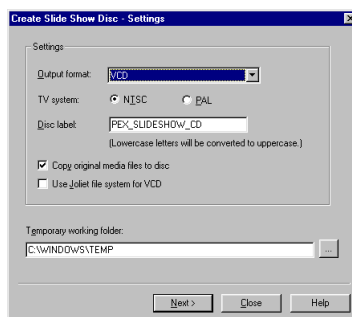 Create Slide Show Disc - Settings
Settings
Output format: VCD
TV system: NTSC PAL
Disc label: PEX_SLIDESHOW_CD
(Lowercase letters will be converted to uppercase.)
Copy original media files to disc
Use Joliet file system for VCD
Temporary working folder:
C:\WINDOWS\TEMP ...
Next > Close Help